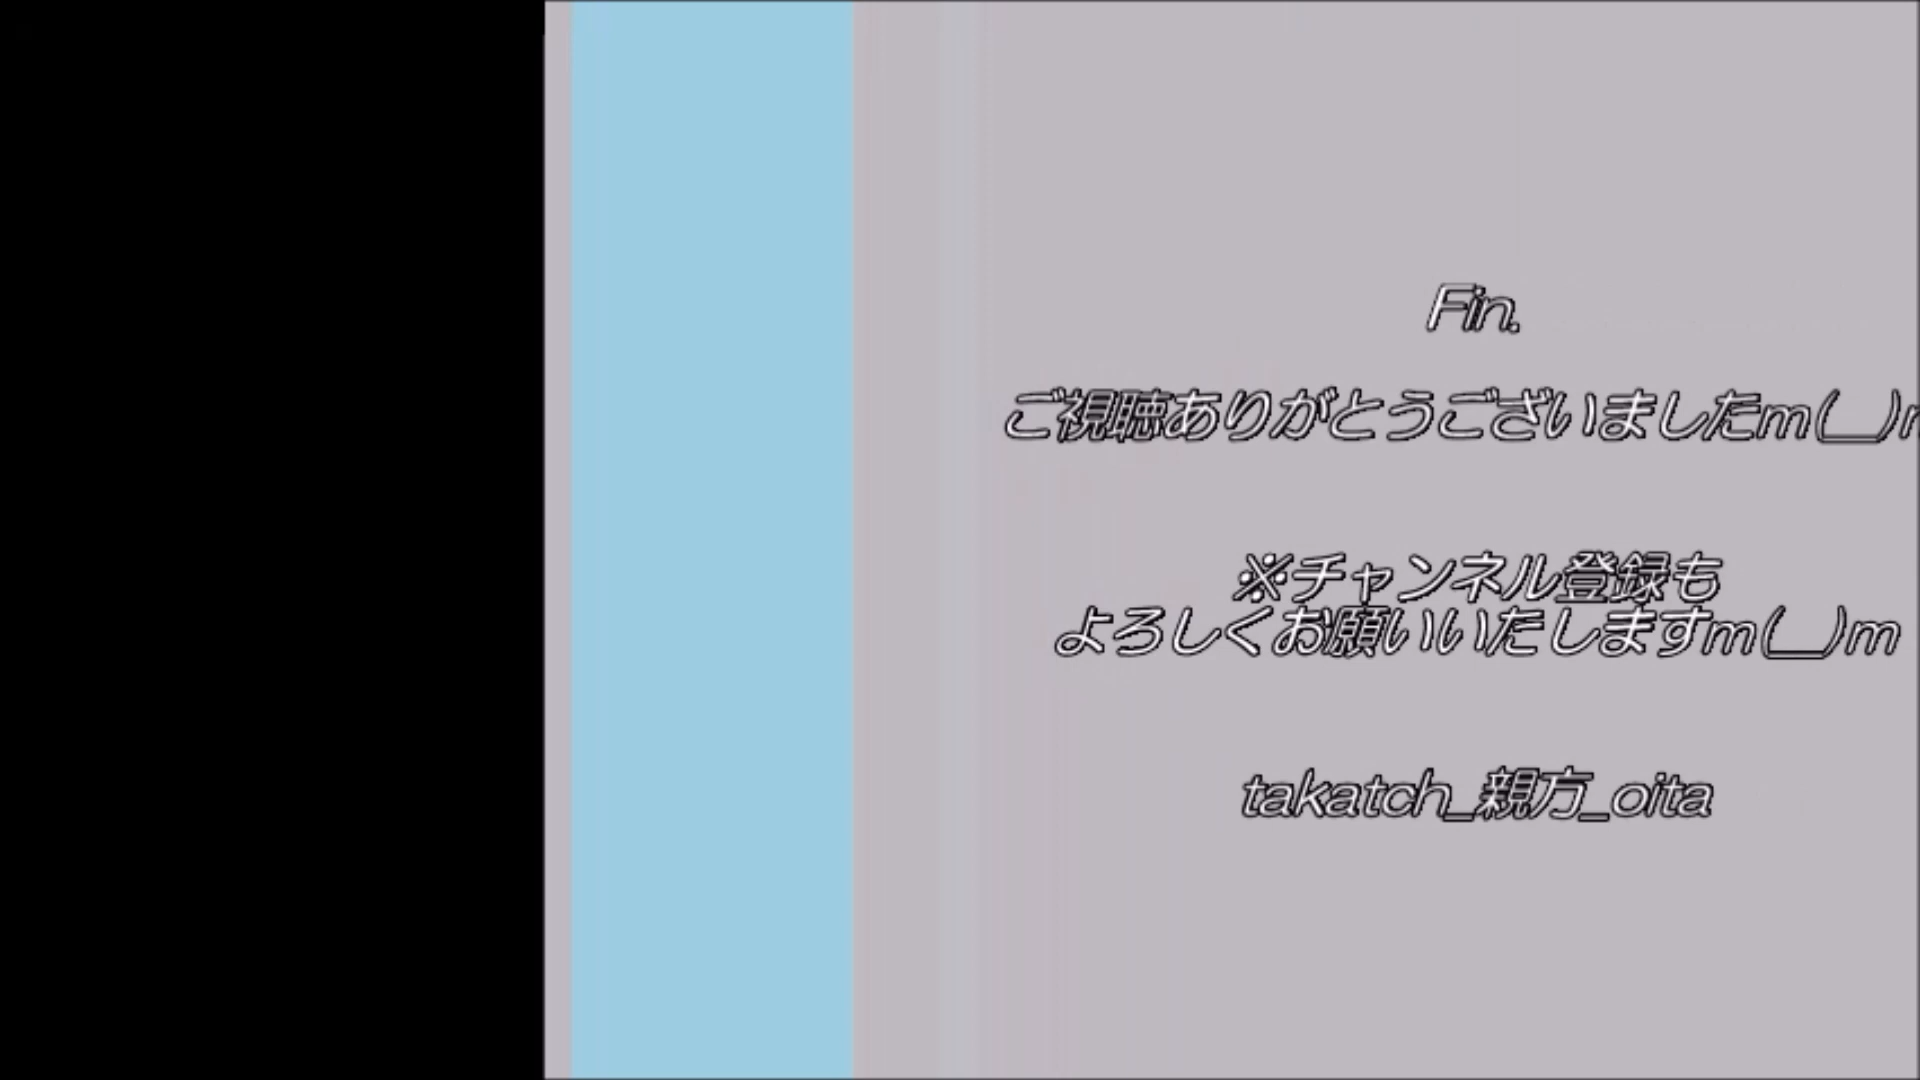 Fin.
ご視聴ありがとうございましたm(__)m
※チャンネル登録も
よろしくお願いいたしますm(__)m
takatch_親方_oita